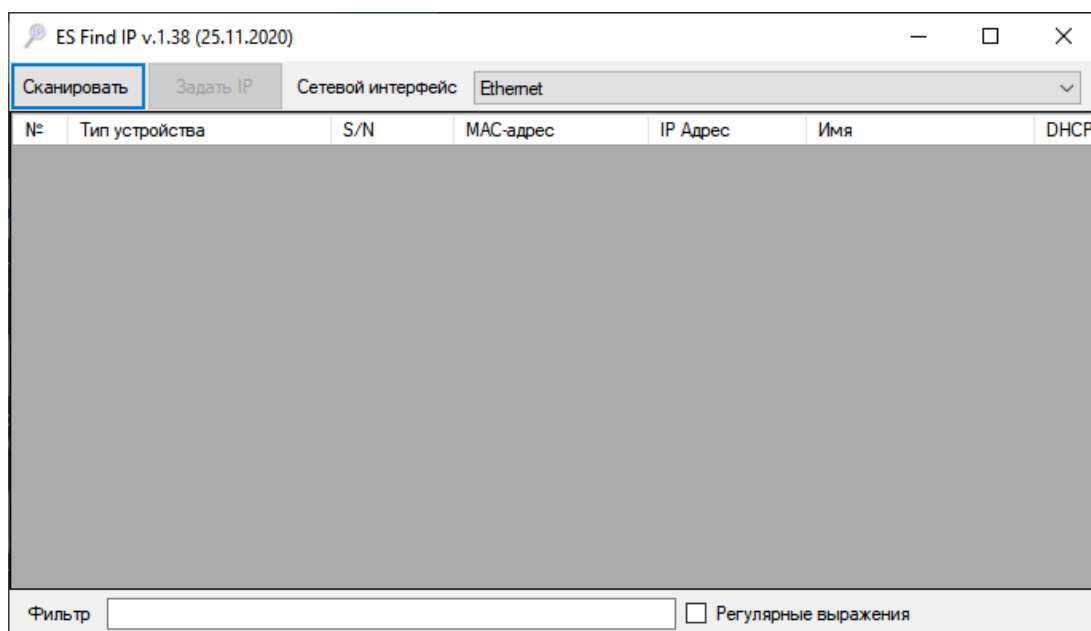 ES Find IP v.1.38 (25.11.2020)
Сканировать Задать IP Сетевой интерфейс Ethernet
№ Тип устройства S/N MAC-адрес IP Адрес Имя DHCP
Фильтр Регулярные выражения